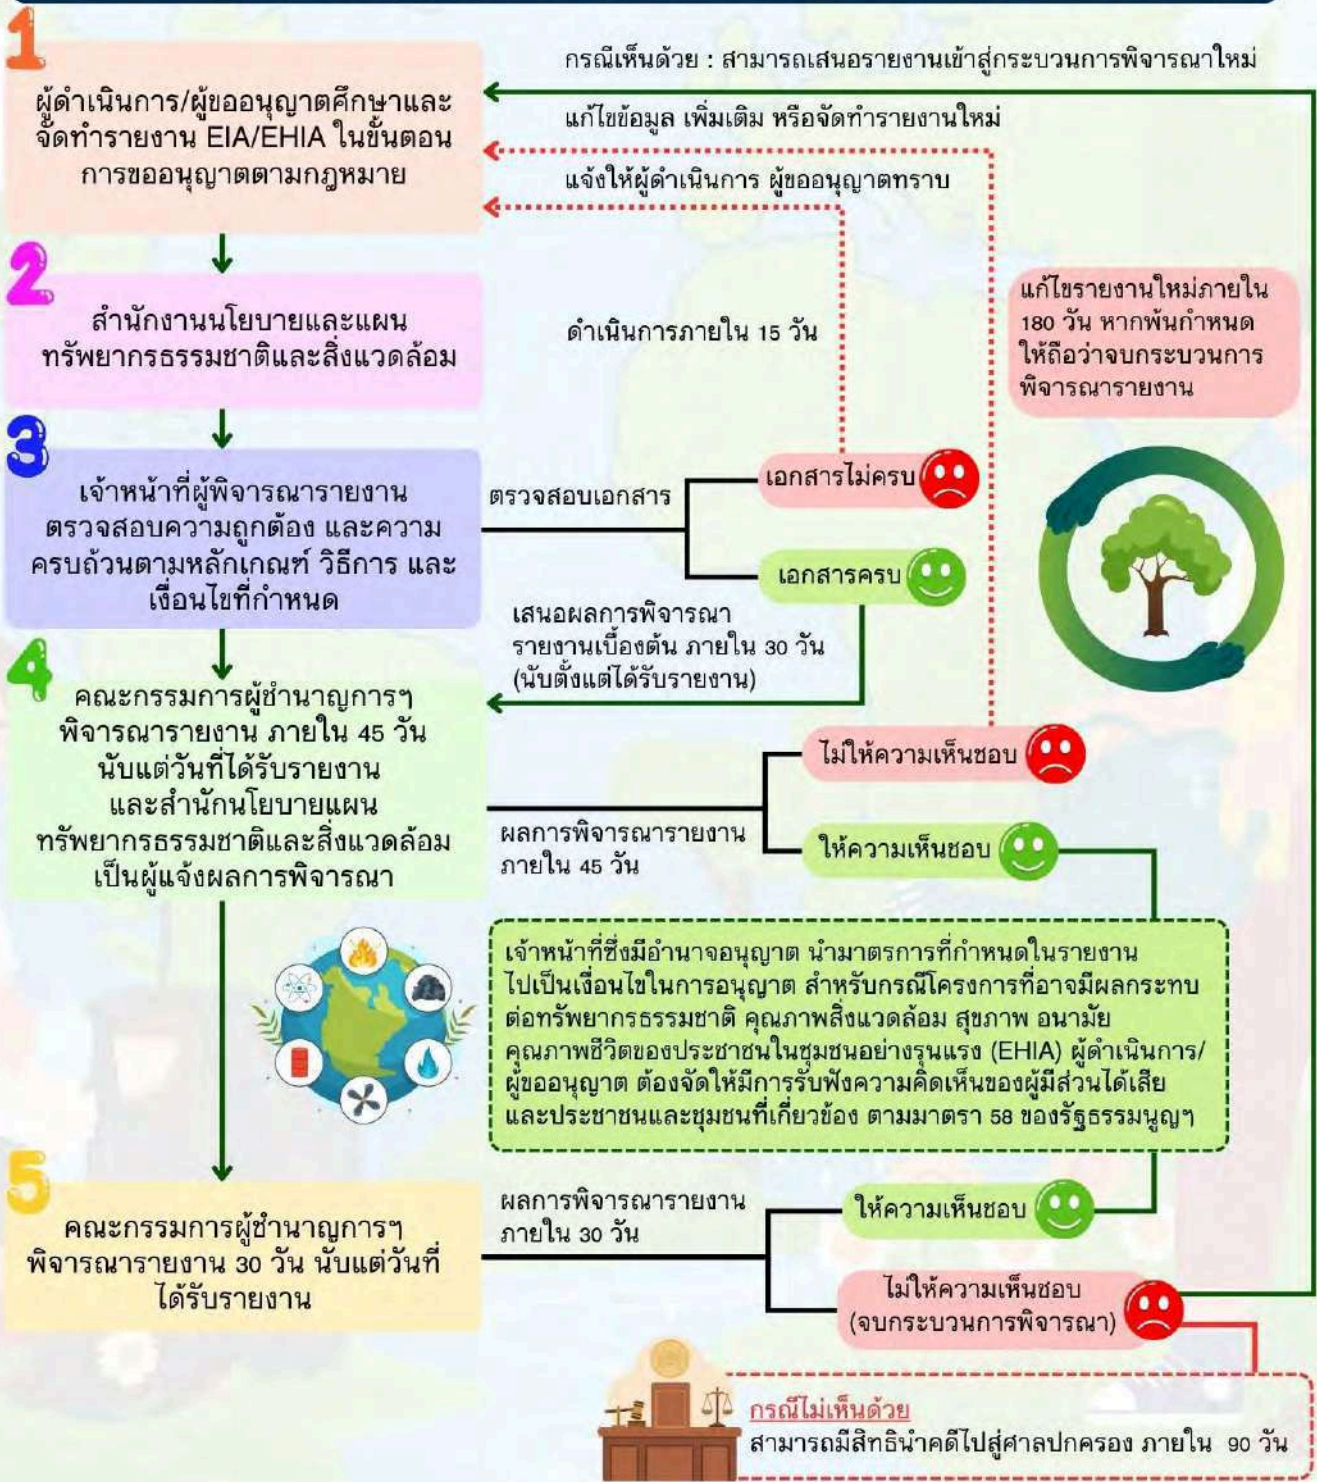 1
ผู้ดำเนินการ/ผู้ขออนุญาตศึกษาและ
จัดทำรายงาน EIA/EHIA ในขั้นตอน
การขออนุญาตตามกฎหมาย
กรณีเห็นด้วย : สามารถเสนอรายงานเข้าสู่กระบวนการพิจารณาใหม่
แก้ไขข้อมูล เพิ่มเติม หรือจัดทำรายงานใหม่
แจ้งให้ผู้ดำเนินการ ผู้ขออนุญาตทราบ
2
สำนักงานนโยบายและแผน
ทรัพยากรธรรมชาติและสิ่งแวดล้อม
ดำเนินการภายใน 15 วัน
แก้ไขรายงานใหม่ภายใน
180 วัน หากพ้นกำหนด
ให้ถือว่าจบกระบวนการ
พิจารณารายงาน
3
เจ้าหน้าที่ผู้พิจารณารายงาน
ตรวจสอบความถูกต้อง และความ
ครบถ้วนตามหลักเกณฑ์ วิธีการ และ
เงื่อนไขที่กำหนด
ตรวจสอบเอกสาร
เอกสารไม่ครบ
เอกสารครบ
เสนอผลการพิจารณา
รายงานเบื้องต้น ภายใน 30 วัน
(นับตั้งแต่ได้รับรายงาน)
4
คณะกรรมการผู้ชำนาญการฯ
พิจารณารายงาน ภายใน 45 วัน
นับแต่วันที่ได้รับรายงาน
และสำนักนโยบายแผน
ทรัพยากรธรรมชาติและสิ่งแวดล้อม
เป็นผู้แจ้งผลการพิจารณา
ผลการพิจารณารายงาน
ภายใน 45 วัน
ไม่ให้ความเห็นชอบ
ให้ความเห็นชอบ
เจ้าหน้าที่ซึ่งมีอำนาจอนุญาต นำมาตรการที่กำหนดในรายงาน
ไปเป็นเงื่อนไขในการอนุญาต สำหรับกรณีโครงการที่อาจมีผลกระทบ
ต่อทรัพยากรธรรมชาติ คุณภาพสิ่งแวดล้อม สุขภาพ อนามัย
คุณภาพชีวิตของประชาชนในชุมชนอย่างรุนแรง (EHIA) ผู้ดำเนินการ/
ผู้ขออนุญาต ต้องจัดให้มีการรับฟังความคิดเห็นของผู้มีส่วนได้เสีย
และประชาชนและชุมชนที่เกี่ยวข้อง ตามมาตรา 58 ของรัฐธรรมนูญฯ
5
คณะกรรมการผู้ชำนาญการฯ
พิจารณารายงาน 30 วัน นับแต่วันที่
ได้รับรายงาน
ผลการพิจารณารายงาน
ภายใน 30 วัน
ให้ความเห็นชอบ
ไม่ให้ความเห็นชอบ
(จบกระบวนการพิจารณา)
กรณีไม่เห็นด้วย
สามารถมีสิทธินำคดีไปสู่ศาลปกครอง ภายใน 90 วัน